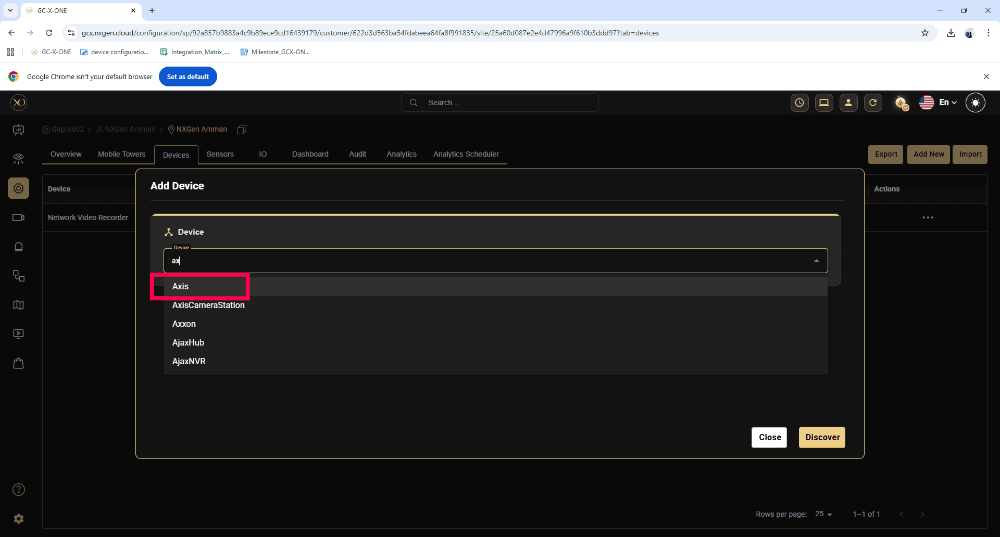 GC-X-ONE
gcx.nxgen.cloud/configuration/sp/92a857b9883a4c9b89ece9cd16439179/customer/622d3d563ba54fdabeea64fa8f991835/site/25a60d087e2e4d47996a9f610b3ddd97?tab=devices
GC-X-ONE device configuratio... Integration_Matrix_... Milestone_GCX-ON...
Google Chrome isn't your default browser Set as default
XO Search ... En
Qaprod02 > NXGen Amman > NXGen Amman
Overview Mobile Towers Devices Sensors IO Dashboard Audit Analytics Analytics Scheduler Export Add New Import
Add Device
Device Actions
Network Video Recorder
Device
Device
ax
Axis
AxisCameraStation
Axxon
AjaxHub
AjaxNVR
Close Discover
Rows per page: 25 1–1 of 1